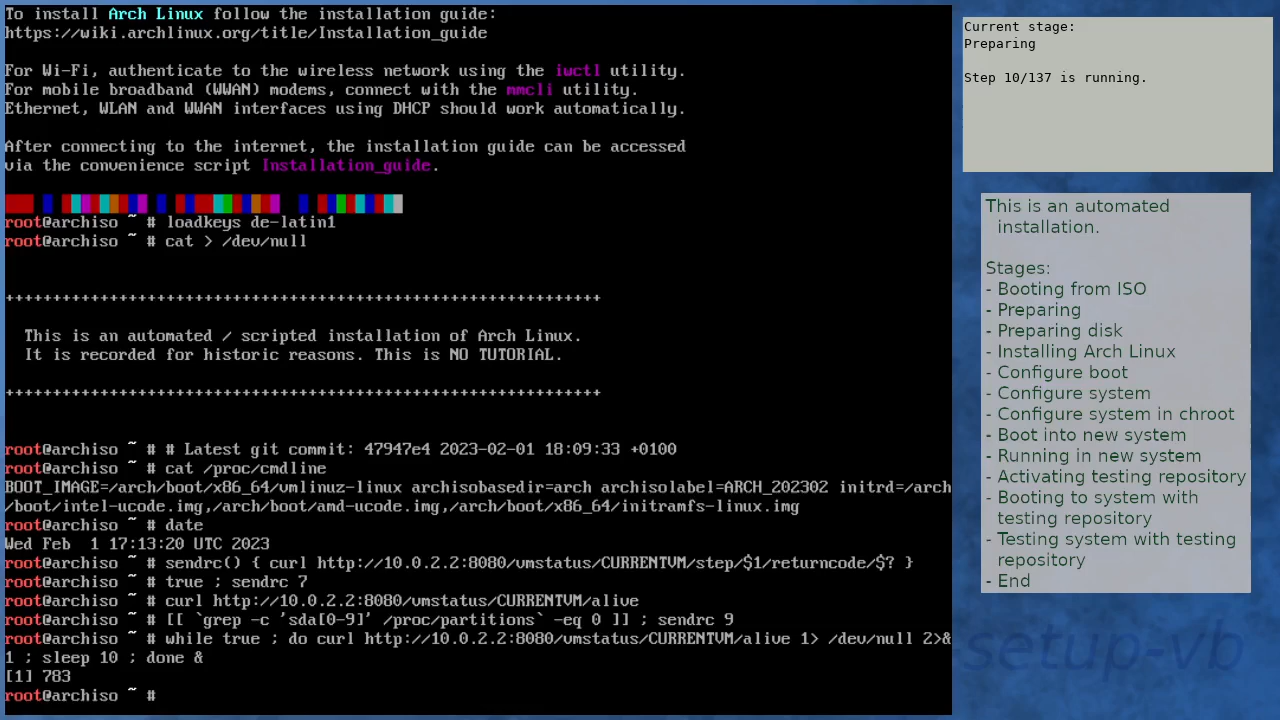 To install Arch Linux follow the installation guide:
https://wiki.archlinux.org/title/Installation_guide
For Wi-Fi, authenticate to the wireless network using the iwctl utility.
For mobile broadband (WWAN) modems, connect with the mmcli utility.
Ethernet, WLAN and WWAN interfaces using DHCP should work automatically.
After connecting to the internet, the installation guide can be accessed
via the convenience script Installation_guide.
root@archiso ~ # loadkeys de-latin1
root@archiso ~ # cat > /dev/null
+++++++++++++++++++++++++++++++++++++++++++++++++++++++++++++++
This is an automated / scripted installation of Arch Linux.
It is recorded for historic reasons. This is NO TUTORIAL.
+++++++++++++++++++++++++++++++++++++++++++++++++++++++++++++++
root@archiso ~ # # Latest git commit: 47947e4 2023-02-01 18:09:33 +0100
root@archiso ~ # cat /proc/cmdline
BOOT_IMAGE=/arch/boot/x86_64/vmlinuz-linux archisobasedir=arch archisolabel=ARCH_202302 initrd=/arch
/boot/intel-ucode.img,/arch/boot/amd-ucode.img,/arch/boot/x86_64/initramfs-linux.img
root@archiso ~ # date
Wed Feb  1 17:13:20 UTC 2023
root@archiso ~ # sendrc() { curl http://10.0.2.2:8080/vmstatus/CURRENTVM/step/$1/returncode/$? }
root@archiso ~ # true ; sendrc 7
root@archiso ~ # curl http://10.0.2.2:8080/vmstatus/CURRENTVM/alive
root@archiso ~ # [[ `grep -c 'sda[0-9]' /proc/partitions` -eq 0 ]] ; sendrc 9
root@archiso ~ # while true ; do curl http://10.0.2.2:8080/vmstatus/CURRENTVM/alive 1> /dev/null 2>&
1 ; sleep 10 ; done &
[1] 783
root@archiso ~ #
Current stage:
Preparing
Step 10/137 is running.
This is an automated
installation.
Stages:
- Booting from ISO
- Preparing
- Preparing disk
- Installing Arch Linux
- Configure boot
- Configure system
- Configure system in chroot
- Boot into new system
- Running in new system
- Activating testing repository
- Booting to system with
testing repository
- Testing system with testing
repository
- End
setup-vb